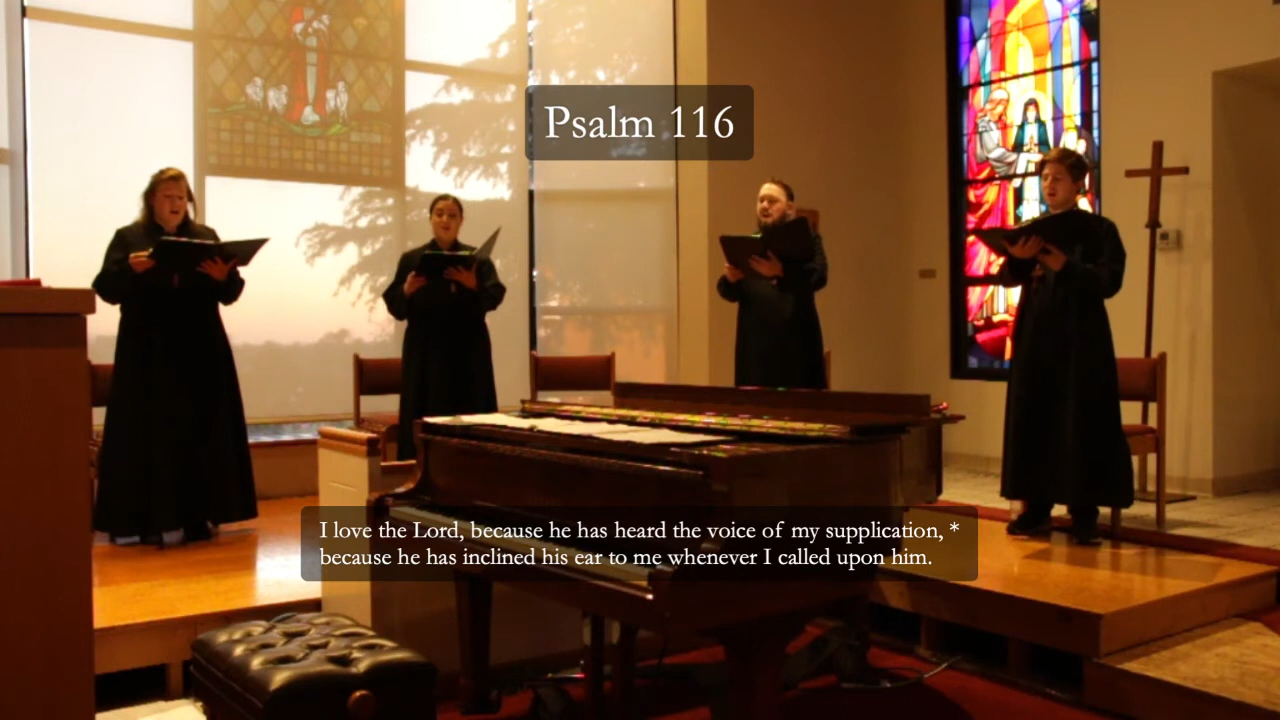 Psalm 116
I love the Lord, because he has heard the voice of my supplication, *
because he has inclined his ear to me whenever I called upon him.